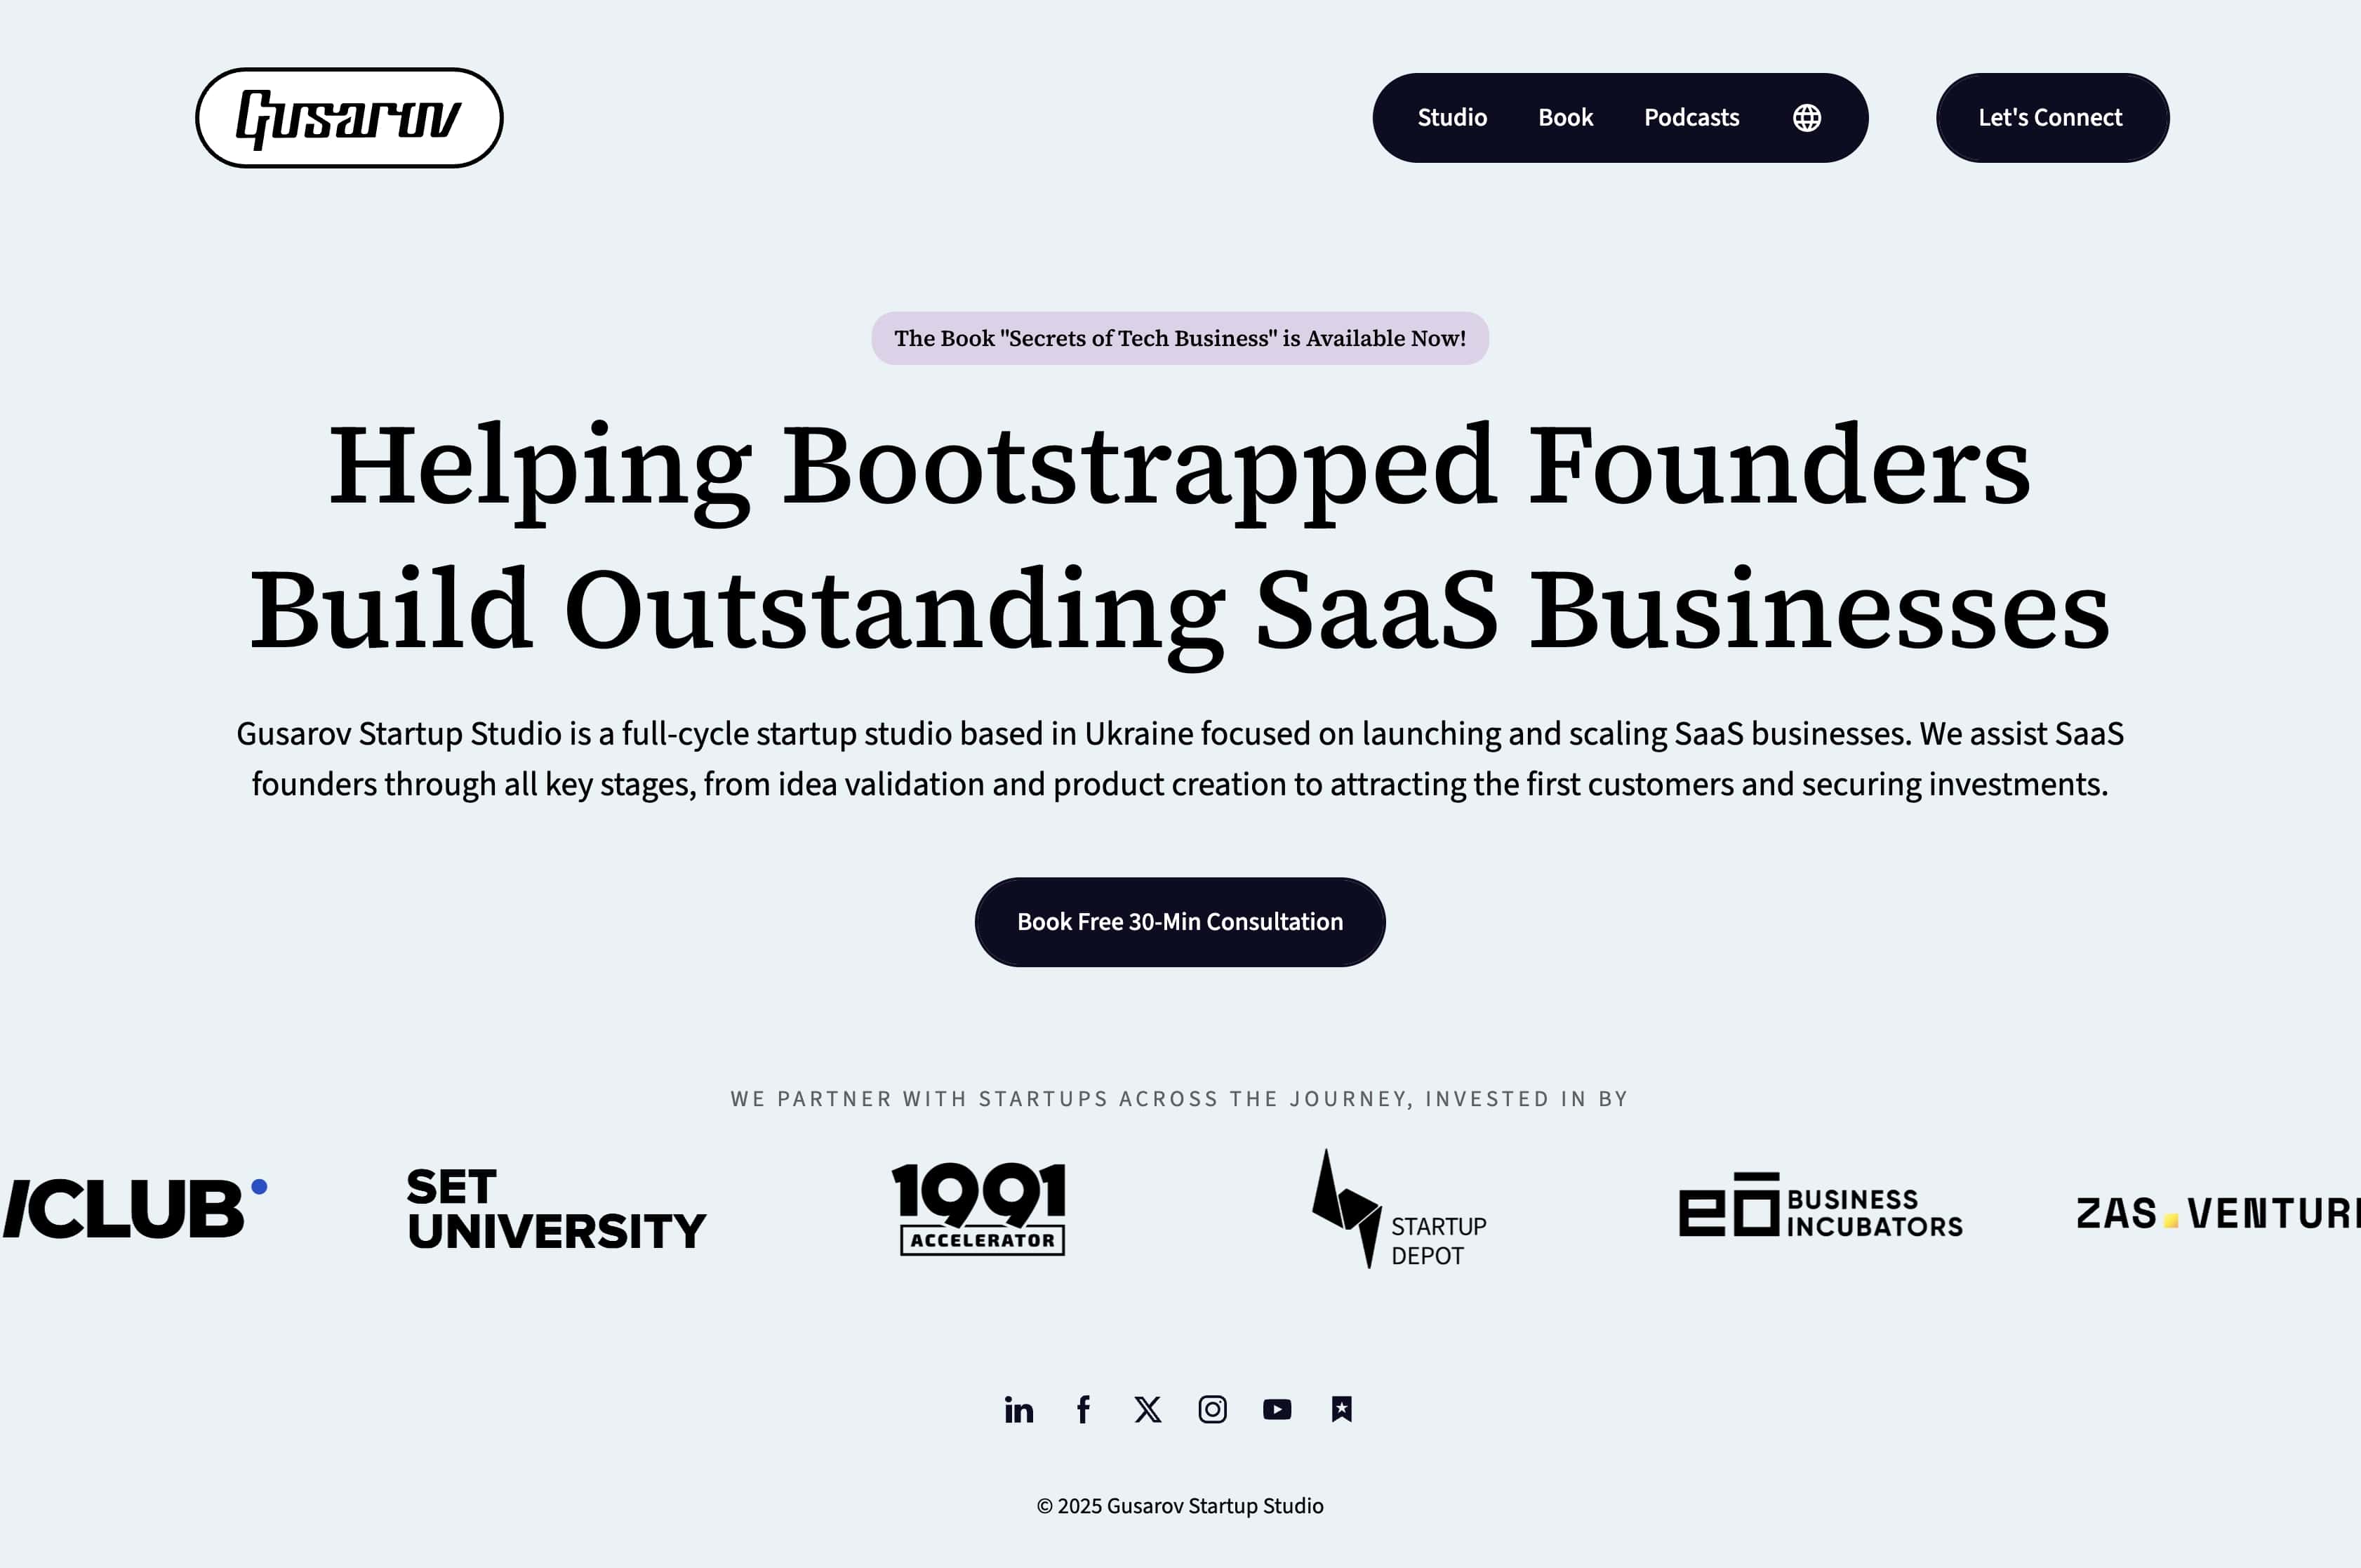 Gusarov
Studio Book Podcasts
Let's Connect
The Book "Secrets of Tech Business" is Available Now!
Helping Bootstrapped Founders
Build Outstanding SaaS Businesses
Gusarov Startup Studio is a full-cycle startup studio based in Ukraine focused on launching and scaling SaaS businesses. We assist SaaS
founders through all key stages, from idea validation and product creation to attracting the first customers and securing investments.
Book Free 30-Min Consultation
WE PARTNER WITH STARTUPS ACROSS THE JOURNEY, INVESTED IN BY
ICLUB
SET
UNIVERSITY
1991
ACCELERATOR
STARTUP
DEPOT
eō BUSINESS
INCUBATORS
ZAS.VENTUR
in f X
© 2025 Gusarov Startup Studio